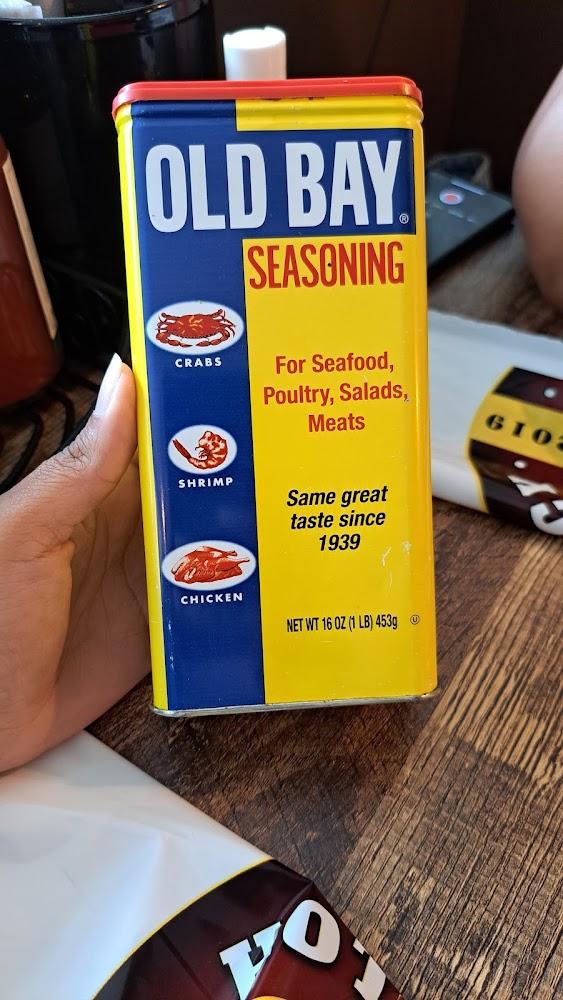 OLD BAY®
SEASONING
CRABS
SHRIMP
CHICKEN
For Seafood,
Poultry, Salads,
Meats
Same great
taste since
1939
NET WT 16 OZ (1 LB) 453g Ⓤ